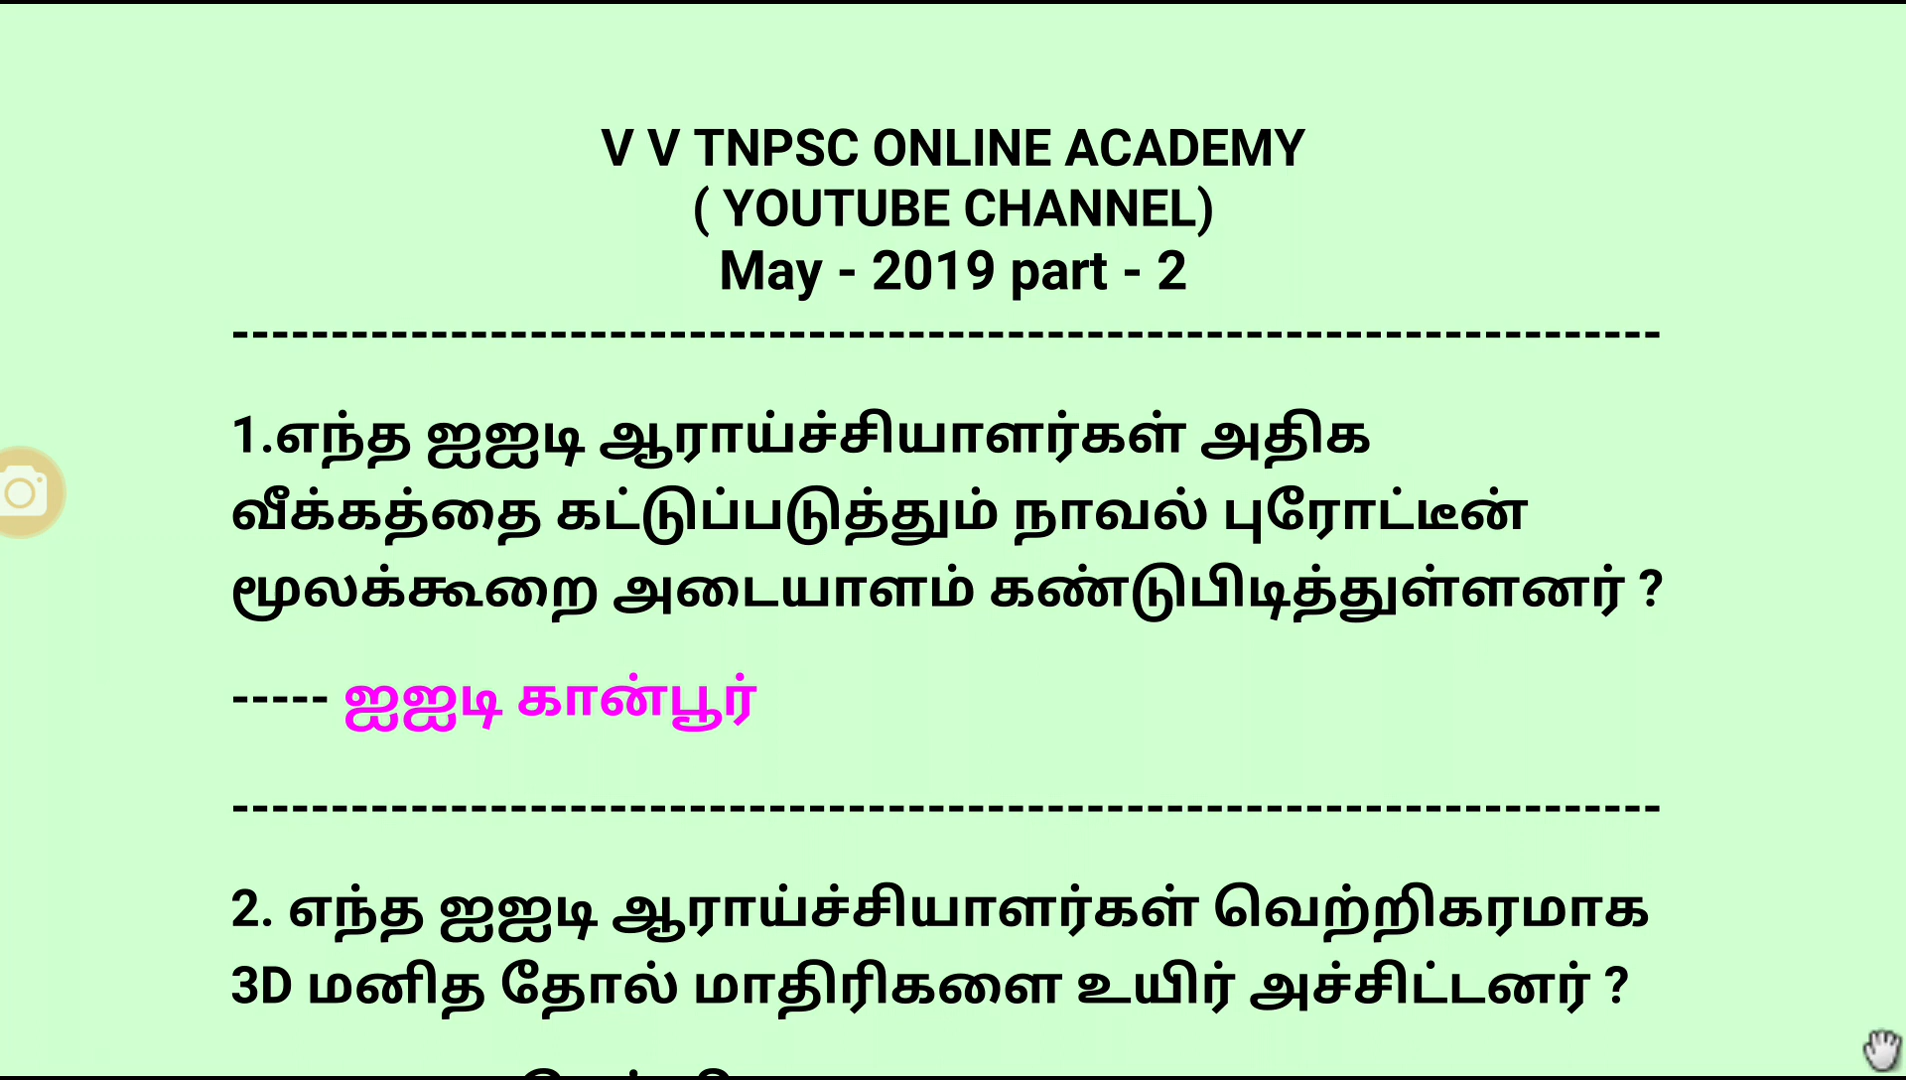 V V TNPSC ONLINE ACADEMY
( YOUTUBE CHANNEL)
May - 2019 part - 2
------------------------------------------------------------------------
1.எந்த ஐஐடி ஆராய்ச்சியாளர்கள் அதிக
வீக்கத்தை கட்டுப்படுத்தும் நாவல் புரோட்டீன்
மூலக்கூறை அடையாளம் கண்டுபிடித்துள்ளனர் ?
----- ஐஐடி கான்பூர்
------------------------------------------------------------------------
2. எந்த ஐஐடி ஆராய்ச்சியாளர்கள் வெற்றிகரமாக
3D மனித தோல் மாதிரிகளை உயிர் அச்சிட்டனர் ?